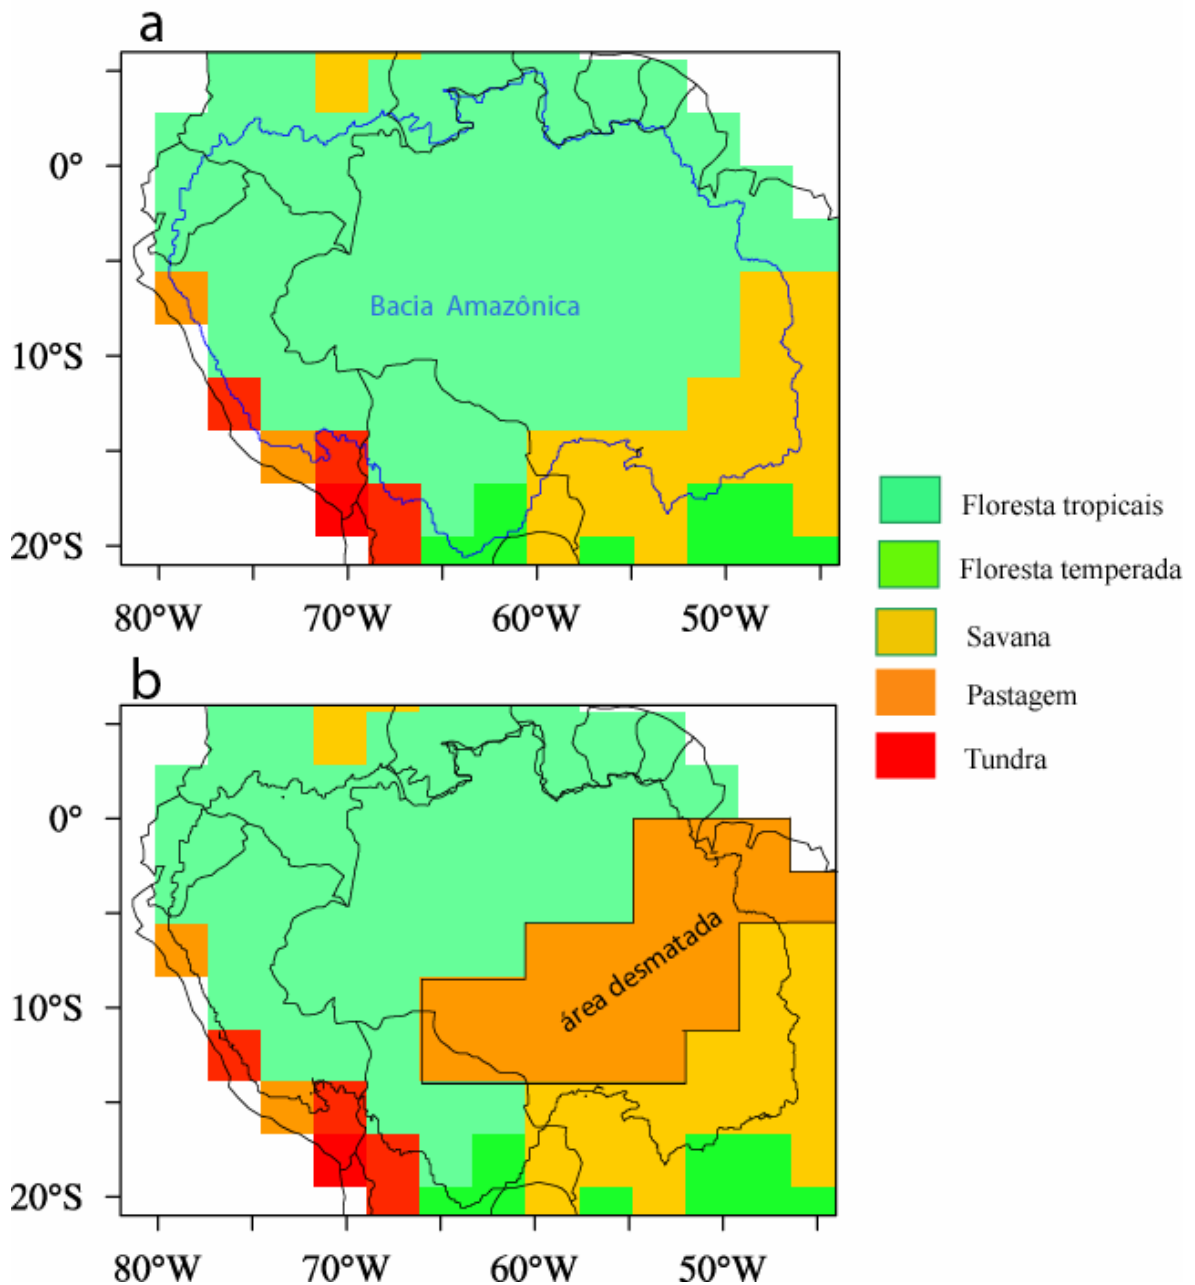 a
0°
10°S
20°S
Bacia Amazônica
80°W 70°W 60°W 50°W
Floresta tropicais
Floresta temperada
Savana
Pastagem
Tundra
b
0°
10°S
20°S
área desmatada
80°W 70°W 60°W 50°W